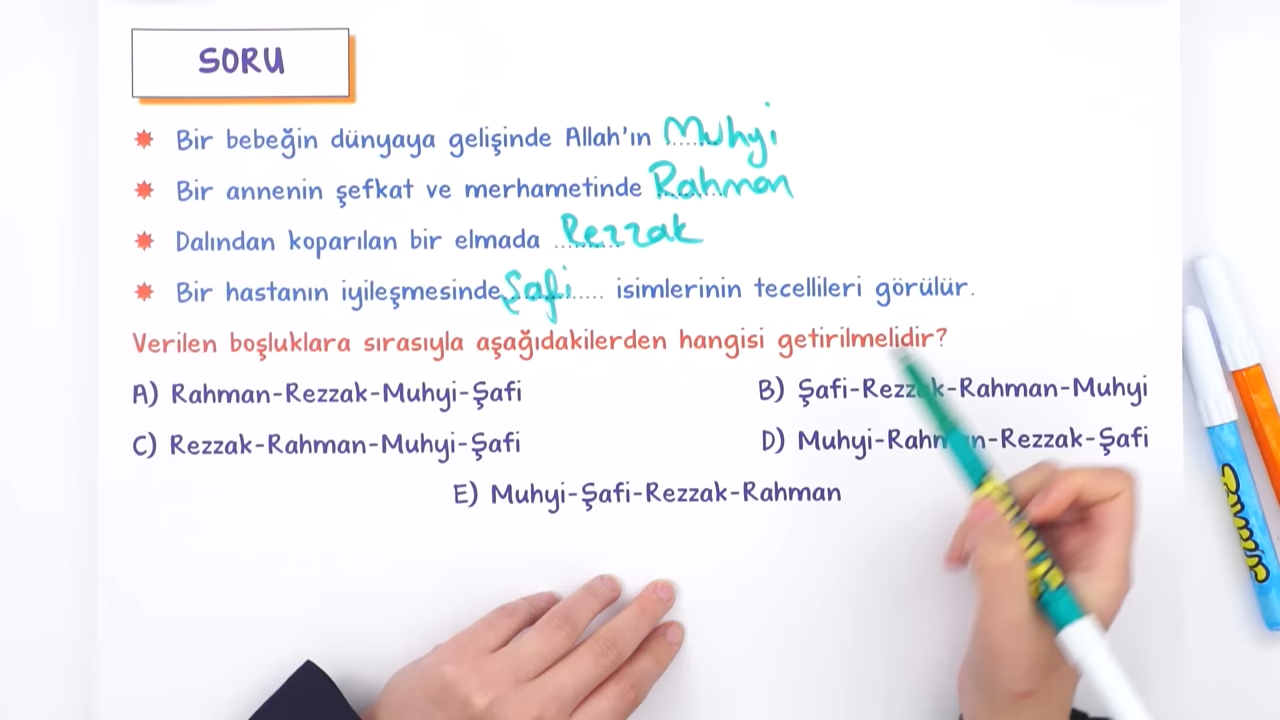 SORU
Bir bebeğin dünyaya gelişinde Allah'ın Muhyi
Bir annenin şefkat ve merhametinde Rahman
Dalından koparılan bir elmada Rezzak
Bir hastanın iyileşmesinde Şafi ..... isimlerinin tecellileri görülür.
Verilen boşluklara sırasıyla aşağıdakilerden hangisi getirilmelidir?
A) Rahman-Rezzak-Muhyi-Şafi
B) Şafi-Rezzak-Rahman-Muhyi
C) Rezzak-Rahman-Muhyi-Şafi
D) Muhyi-Rahman-Rezzak-Şafi
E) Muhyi-Şafi-Rezzak-Rahman